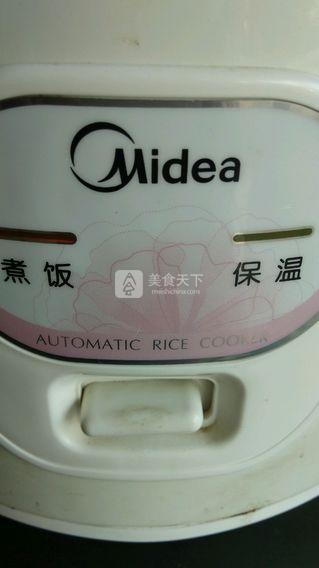 Midea
煮饭 保温
美食天下
meishichina.com
AUTOMATIC RICE COOKER